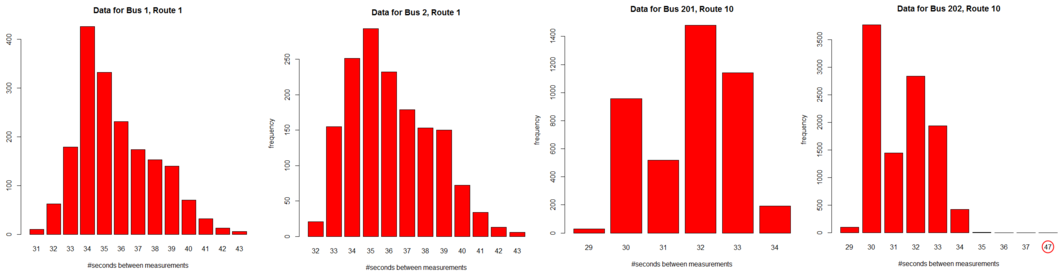 Data for Bus 1, Route 1
400
300
200
100
0
31 32 33 34 35 36 37 38 39 40 41 42 43
#seconds between measurements
Data for Bus 2, Route 1
frequency
250
200
150
100
50
0
32 33 34 35 36 37 38 39 40 41 42 43
#seconds between measurements
Data for Bus 201, Route 10
frequency
1400
1200
1000
800
600
400
200
0
29 30 31 32 33 34
#seconds between measurements
Data for Bus 202, Route 10
frequency
3500
3000
2500
2000
1500
1000
500
0
29 30 31 32 33 34 35 36 37 47
#seconds between measurements